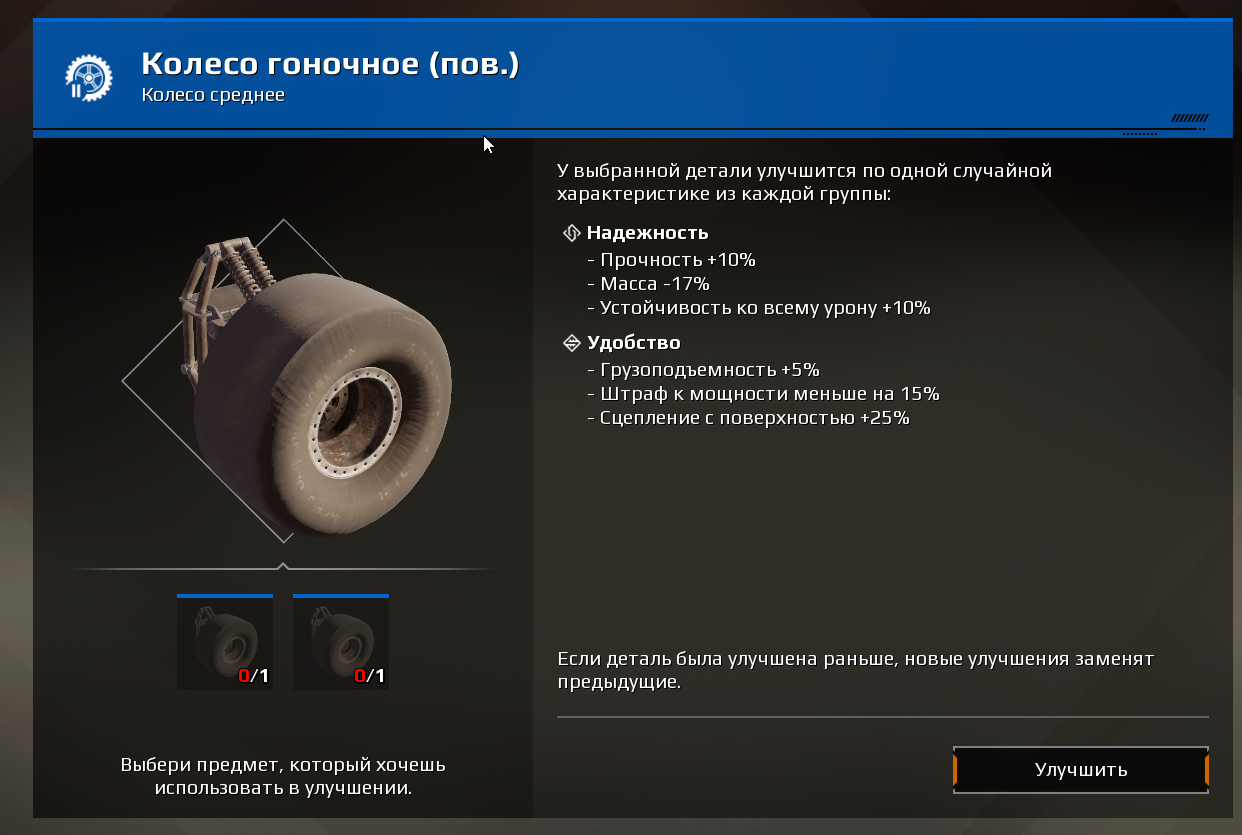 Колесо гоночное (пов.)
Колесо среднее
У выбранной детали улучшится по одной случайной
характеристике из каждой группы:
Надежность
- Прочность +10%
- Масса -17%
- Устойчивость ко всему урону +10%
Удобство
- Грузоподъемность +5%
- Штраф к мощности меньше на 15%
- Сцепление с поверхностью +25%
0/1
0/1
Если деталь была улучшена раньше, новые улучшения заменят
предыдущие.
Выбери предмет, который хочешь
использовать в улучшении.
Улучшить